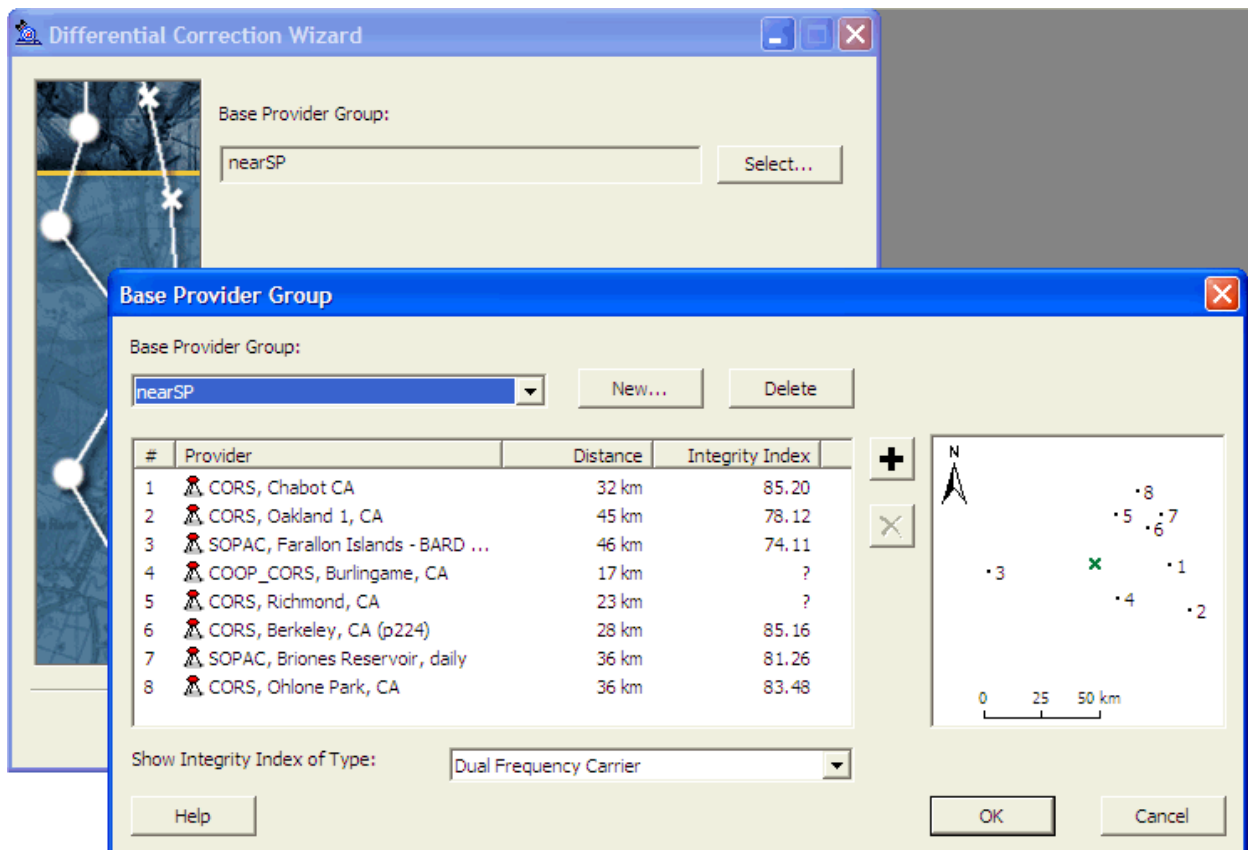 Differential Correction Wizard
Base Provider Group:
nearSP
Select...
Base Provider Group
Base Provider Group:
nearSP
New...
Delete
# Provider Distance Integrity Index
1 CORS, Chabot CA 32 km 85.20
2 CORS, Oakland 1, CA 45 km 78.12
3 SOPAC, Farallon Islands - BARD ... 46 km 74.11
4 COOP_CORS, Burlingame, CA 17 km ?
5 CORS, Richmond, CA 23 km ?
6 CORS, Berkeley, CA (p224) 28 km 85.16
7 SOPAC, Briones Reservoir, daily 36 km 81.26
8 CORS, Ohlone Park, CA 36 km 83.48
N
8
5
7
6
3
1
4
2
0 25 50 km
Show Integrity Index of Type:
Dual Frequency Carrier
Help
OK
Cancel